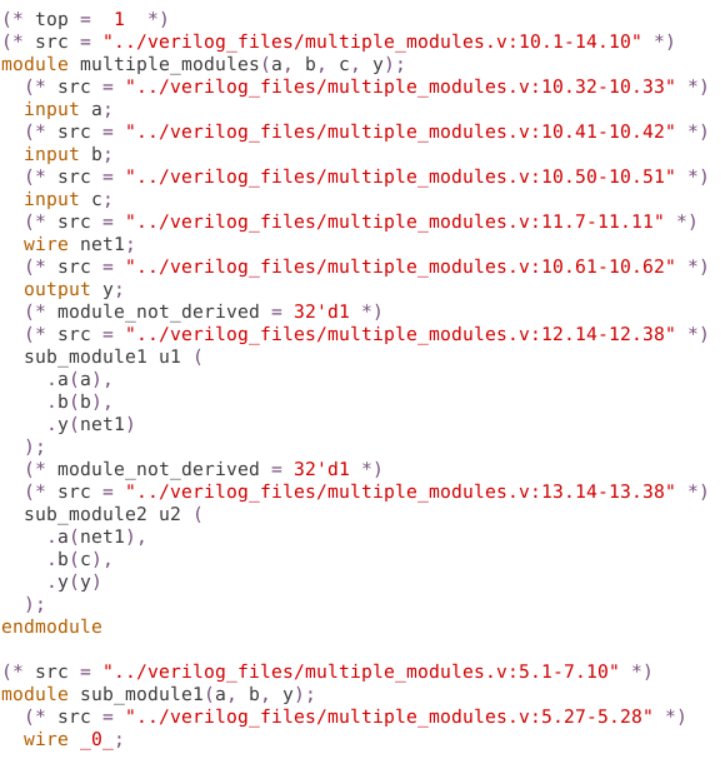 (* top =  1  *)
(* src = "../verilog_files/multiple_modules.v:10.1-14.10" *)
module multiple_modules(a, b, c, y);
  (* src = "../verilog_files/multiple_modules.v:10.32-10.33" *)
  input a;
  (* src = "../verilog_files/multiple_modules.v:10.41-10.42" *)
  input b;
  (* src = "../verilog_files/multiple_modules.v:10.50-10.51" *)
  input c;
  (* src = "../verilog_files/multiple_modules.v:11.7-11.11" *)
  wire net1;
  (* src = "../verilog_files/multiple_modules.v:10.61-10.62" *)
  output y;
  (* module_not_derived = 32'd1 *)
  (* src = "../verilog_files/multiple_modules.v:12.14-12.38" *)
  sub_module1 u1 (
    .a(a),
    .b(b),
    .y(net1)
  );
  (* module_not_derived = 32'd1 *)
  (* src = "../verilog_files/multiple_modules.v:13.14-13.38" *)
  sub_module2 u2 (
    .a(net1),
    .b(c),
    .y(y)
  );
endmodule

(* src = "../verilog_files/multiple_modules.v:5.1-7.10" *)
module sub_module1(a, b, y);
  (* src = "../verilog_files/multiple_modules.v:5.27-5.28" *)
  wire _0_;